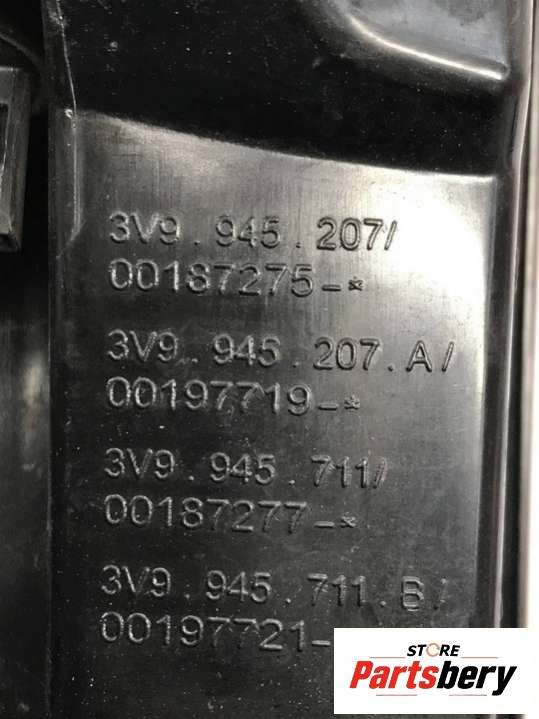 3V9.945.207/
00187275-*
3V9.945.207.A/
00197719-*
3V9.945.711/
00187277-*
3V9.945.711.B/
00197721-
STORE
Partsbery